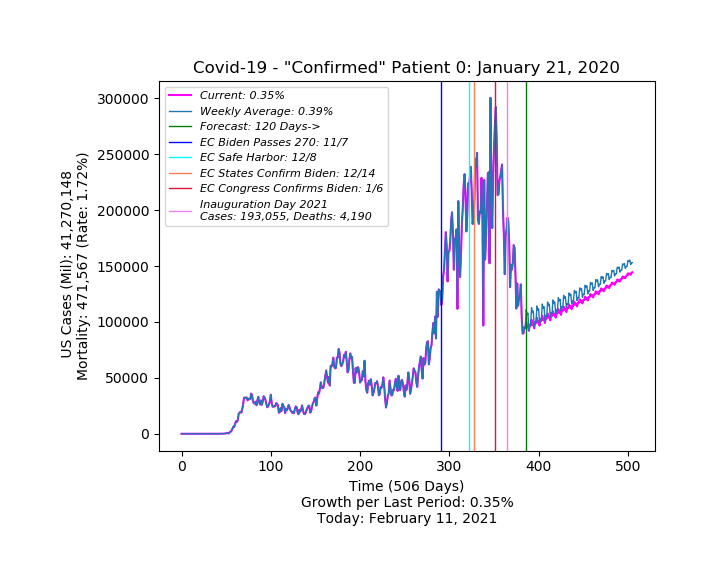 Covid-19 - "Confirmed" Patient 0: January 21, 2020
US Cases (Mil): 41,270,148
Mortality: 471,567 (Rate: 1.72%)
300000
250000
200000
150000
100000
50000
0
Current: 0.35%
Weekly Average: 0.39%
Forecast: 120 Days->
EC Biden Passes 270: 11/7
EC Safe Harbor: 12/8
EC States Confirm Biden: 12/14
EC Congress Confirms Biden: 1/6
Inauguration Day 2021
Cases: 193,055, Deaths: 4,190
0 100 200 300 400 500
Time (506 Days)
Growth per Last Period: 0.35%
Today: February 11, 2021